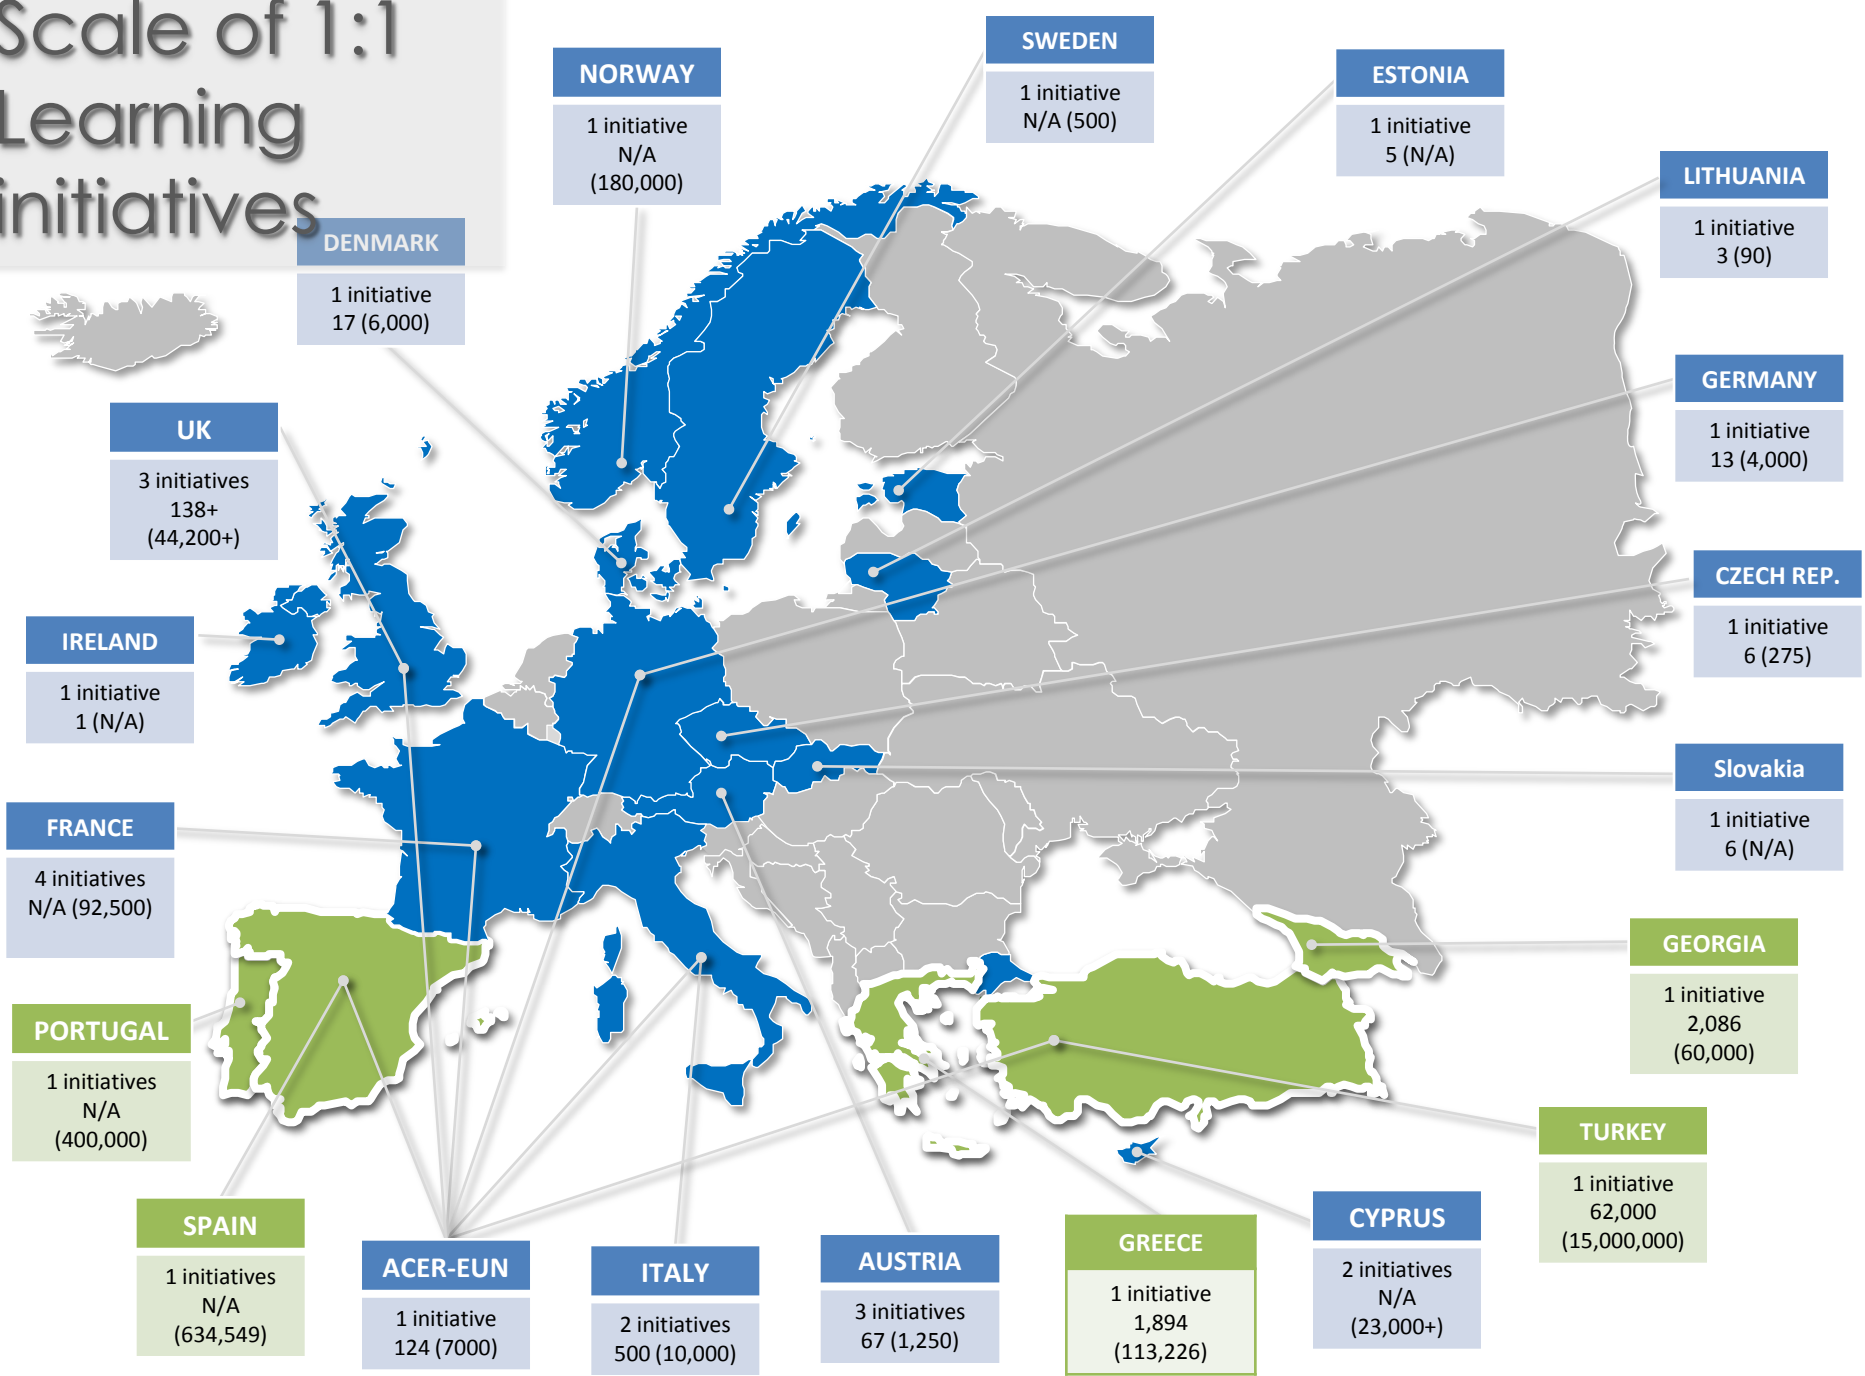 Scale of 1:1
Learning
initiatives
NORWAY
1 initiative
N/A
(180,000)
SWEDEN
1 initiative
N/A (500)
ESTONIA
1 initiative
5 (N/A)
LITHUANIA
1 initiative
3 (90)
DENMARK
1 initiative
17 (6,000)
GERMANY
1 initiative
13 (4,000)
UK
3 initiatives
138+
(44,200+)
CZECH REP.
1 initiative
6 (275)
IRELAND
1 initiative
1 (N/A)
Slovakia
1 initiative
6 (N/A)
FRANCE
4 initiatives
N/A (92,500)
GEORGIA
1 initiative
2,086
(60,000)
PORTUGAL
1 initiatives
N/A
(400,000)
TURKEY
1 initiative
62,000
(15,000,000)
SPAIN
1 initiatives
N/A
(634,549)
ACER-EUN
1 initiative
124 (7000)
ITALY
2 initiatives
500 (10,000)
AUSTRIA
3 initiatives
67 (1,250)
GREECE
1 initiative
1,894
(113,226)
CYPRUS
2 initiatives
N/A
(23,000+)